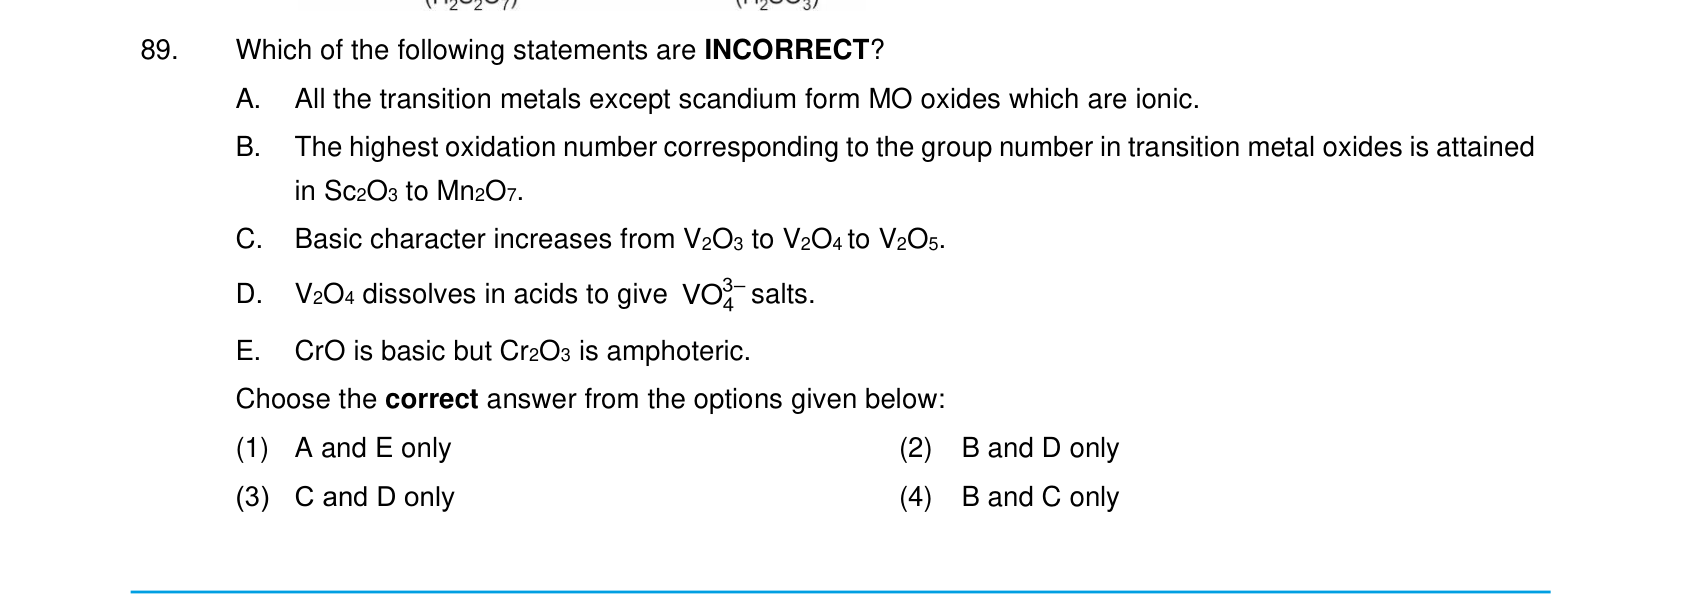 (H₂S₂O₇) (H₂SO₃)
89. Which of the following statements are INCORRECT?
A. All the transition metals except scandium form MO oxides which are ionic.
B. The highest oxidation number corresponding to the group number in transition metal oxides is attained
in Sc₂O₃ to Mn₂O₇.
C. Basic character increases from V₂O₃ to V₂O₄ to V₂O₅.
D. V₂O₄ dissolves in acids to give VO₄³⁻ salts.
E. CrO is basic but Cr₂O₃ is amphoteric.
Choose the correct answer from the options given below:
(1) A and E only (2) B and D only
(3) C and D only (4) B and C only